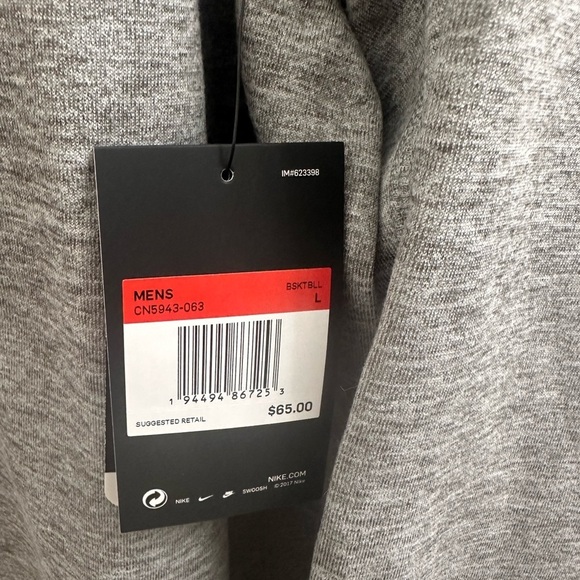 IM#623398
MENS BSKTBLL
CN5943-063 L
1 94494 86725 3
SUGGESTED RETAIL $65.00
NIKE.COM
NIKE SWOOSH © 2017 Nike